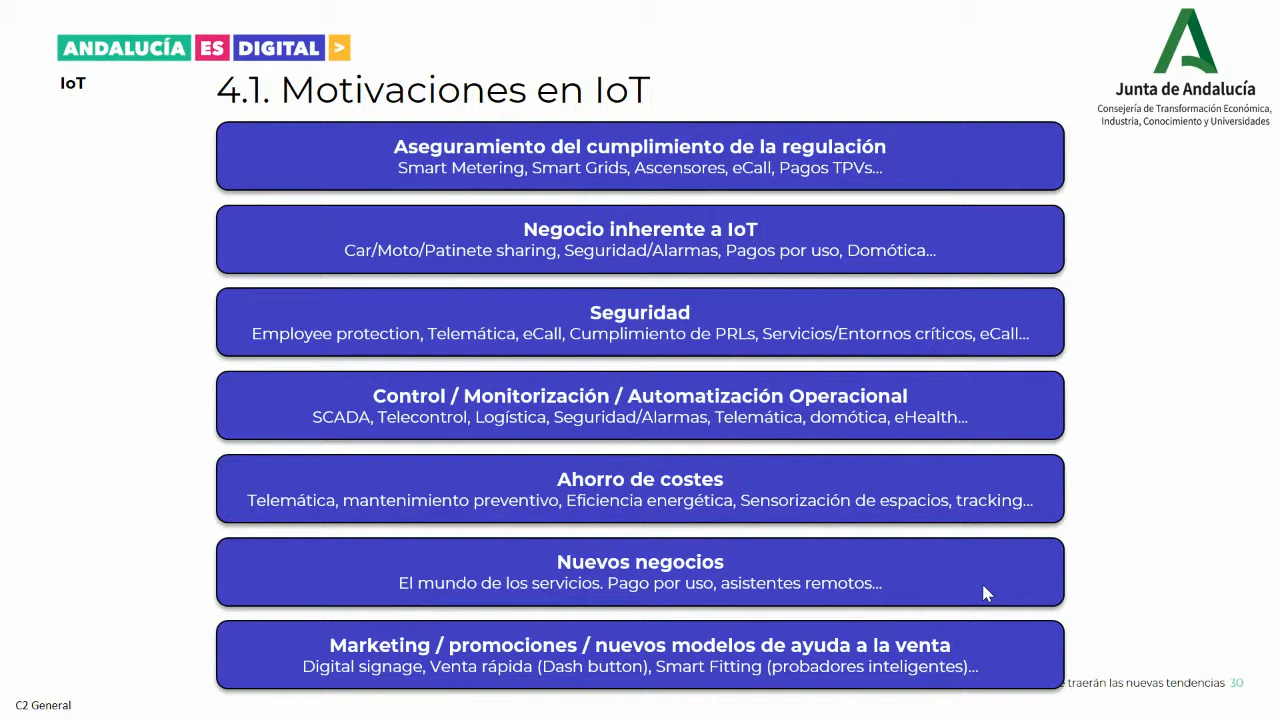 ANDALUCÍA ES DIGITAL >
IoT
4.1. Motivaciones en IoT
Junta de Andalucía
Consejería de Transformación Económica,
Industria, Conocimiento y Universidades
Aseguramiento del cumplimiento de la regulación
Smart Metering, Smart Grids, Ascensores, eCall, Pagos TPVs...
Negocio inherente a IoT
Car/Moto/Patinete sharing, Seguridad/Alarmas, Pagos por uso, Domótica...
Seguridad
Employee protection, Telemática, eCall, Cumplimiento de PRLs, Servicios/Entornos críticos, eCall...
Control / Monitorización / Automatización Operacional
SCADA, Telecontrol, Logística, Seguridad/Alarmas, Telemática, domótica, eHealth...
Ahorro de costes
Telemática, mantenimiento preventivo, Eficiencia energética, Sensorización de espacios, tracking...
Nuevos negocios
El mundo de los servicios. Pago por uso, asistentes remotos...
Marketing / promociones / nuevos modelos de ayuda a la venta
Digital signage, Venta rápida (Dash button), Smart Fitting (probadores inteligentes)...
traerán las nuevas tendencias 30
C2 General